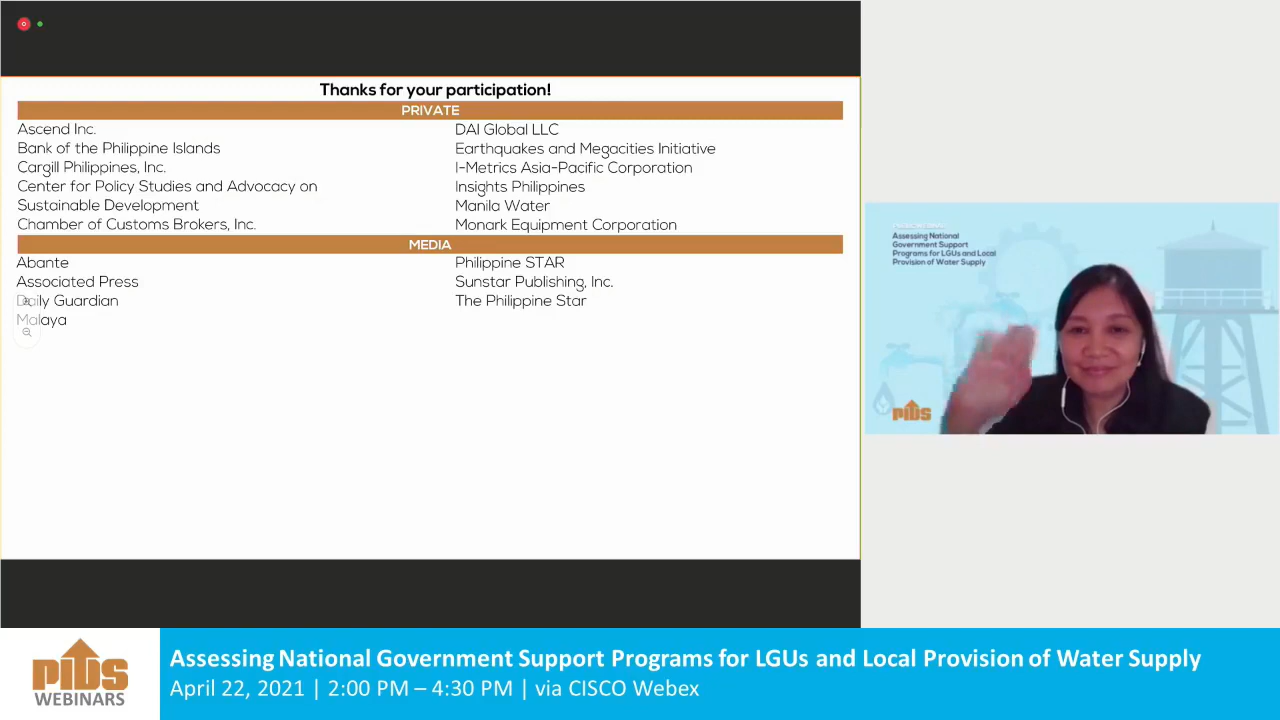 Thanks for your participation!
PRIVATE
Ascend Inc.
Bank of the Philippine Islands
Cargill Philippines, Inc.
Center for Policy Studies and Advocacy on
Sustainable Development
Chamber of Customs Brokers, Inc.
DAI Global LLC
Earthquakes and Megacities Initiative
I-Metrics Asia-Pacific Corporation
Insights Philippines
Manila Water
Monark Equipment Corporation
MEDIA
Abante
Associated Press
Daily Guardian
Malaya
Philippine STAR
Sunstar Publishing, Inc.
The Philippine Star
Assessing National
Government Support
Programs for LGUs and Local
Provision of Water Supply
PIDS
PIDS
WEBINARS
Assessing National Government Support Programs for LGUs and Local Provision of Water Supply
April 22, 2021 | 2:00 PM – 4:30 PM | via CISCO Webex